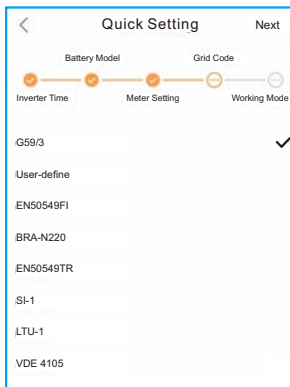 Quick Setting Next
Battery Model Grid Code
Inverter Time Meter Setting Working Mode
G59/3
User-define
EN50549FI
BRA-N220
EN50549TR
SI-1
LTU-1
VDE 4105